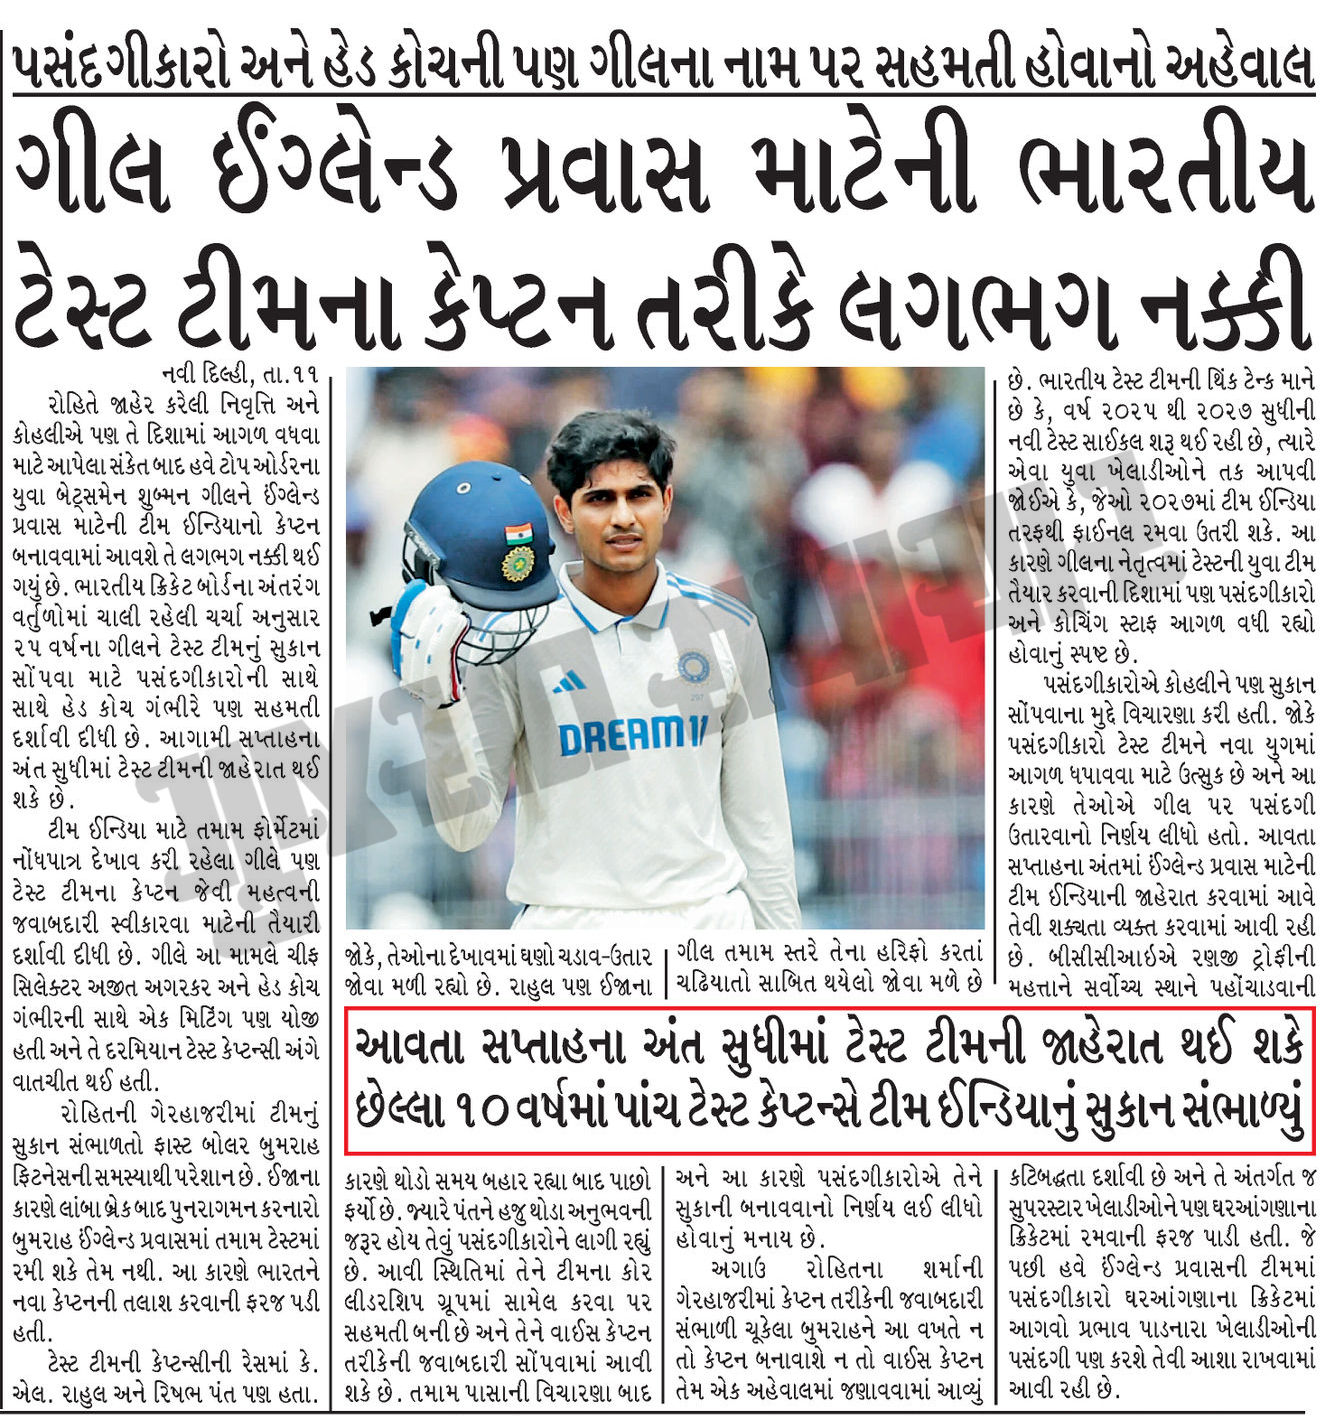 પસંદગીકારો અને હેડ કોચની પણ ગીલના નામ પર સહમતી હોવાનો અહેવાલ
ગીલ ઈંગ્લેન્ડ પ્રવાસ માટેની ભારતીય
ટેસ્ટ ટીમના કેપ્ટન તરીકે લગભગ નક્કી
નવી દિલ્હી, તા.૧૧
રોહિતે જાહેર કરેલી નિવૃત્તિ અને
કોહલીએ પણ તે દિશામાં આગળ વધવા
માટે આપેલા સંકેત બાદ હવે ટોપ ઓર્ડરના
યુવા બેટ્સમેન શુભ્મન ગીલને ઈંગ્લેન્ડ
પ્રવાસ માટેની ટીમ ઈન્ડિયાનો કેપ્ટન
બનાવવામાં આવશે તે લગભગ નક્કી થઈ
ગયું છે. ભારતીય ક્રિકેટ બોર્ડના અંતરંગ
વર્તુળોમાં ચાલી રહેલી ચર્ચા અનુસાર
૨૫ વર્ષના ગીલને ટેસ્ટ ટીમનું સુકાન
સોંપવા માટે પસંદગીકારોની સાથે
સાથે હેડ કોચ ગંભીરે પણ સહમતી
દર્શાવી દીધી છે. આગામી સપ્તાહના
અંત સુધીમાં ટેસ્ટ ટીમની જાહેરાત થઈ
શકે છે.
ટીમ ઈન્ડિયા માટે તમામ ફોર્મેટમાં
નોંધપાત્ર દેખાવ કરી રહેલા ગીલે પણ
ટેસ્ટ ટીમના કેપ્ટન જેવી મહત્વની
જવાબદારી સ્વીકારવા માટેની તૈયારી
દર્શાવી દીધી છે. ગીલે આ મામલે ચીફ
સિલેક્ટર અજીત અગરકર અને હેડ કોચ
ગંભીરની સાથે એક મિટિંગ પણ યોજી
હતી અને તે દરમિયાન ટેસ્ટ કેપ્ટન્સી અંગે
વાતચીત થઈ હતી.
રોહિતની ગેરહાજરીમાં ટીમનું
સુકાન સંભાળતો ફાસ્ટ બોલર બુમરાહ
ફિટનેસની સમસ્યાથી પરેશાન છે. ઈજાના
કારણે લાંબા બ્રેક બાદ પુનરાગમન કરનારો
બુમરાહ ઈંગ્લેન્ડ પ્રવાસમાં તમામ ટેસ્ટમાં
રમી શકે તેમ નથી. આ કારણે ભારતને
નવા કેપ્ટનની તલાશ કરવાની ફરજ પડી
હતી.
ટેસ્ટ ટીમની કેપ્ટન્સીની રેસમાં કે.
એલ. રાહુલ અને રિષભ પંત પણ હતા.
DREAM 11
જોકે, તેઓના દેખાવમાં ઘણો ચડાવ-ઉતાર
જોવા મળી રહ્યો છે. રાહુલ પણ ઈજાના
આવતા સપ્તાહના અંત સુધીમાં ટેસ્ટ ટીમની જાહેરાત થઈ શકે
છેલ્લા ૧૦ વર્ષમાં પાંચ ટેસ્ટ કેપ્ટન્સે ટીમ ઈન્ડિયાનું સુકાન સંભાળ્યું
કારણે થોડો સમય બહાર રહ્યા બાદ પાછો
ફર્યો છે. જ્યારે પંતને હજુ થોડા અનુભવની
જરૂર હોય તેવું પસંદગીકારોને લાગી રહ્યું
છે. આવી સ્થિતિમાં તેને ટીમના કોર
લીડરશિપ ગ્રૂપમાં સામેલ કરવા પર
સહમતી બની છે અને તેને વાઈસ કેપ્ટન
તરીકેની જવાબદારી સોંપવામાં આવી
શકે છે. તમામ પાસાની વિચારણા બાદ
ગીલ તમામ સ્તરે તેના હરિફો કરતાં
ચઢિયાતો સાબિત થયેલો જોવા મળે છે
અને આ કારણે પસંદગીકારોએ તેને
સુકાની બનાવવાનો નિર્ણય લઈ લીધો
હોવાનું મનાય છે.
અગાઉ રોહિતના શર્માની
ગેરહાજરીમાં કેપ્ટન તરીકેની જવાબદારી
સંભાળી ચૂકેલા બુમરાહને આ વખતે ન
તો કેપ્ટન બનાવાશે ન તો વાઈસ કેપ્ટન
તેમ એક અહેવાલમાં જણાવવામાં આવ્યું
છે. ભારતીય ટેસ્ટ ટીમની થિંક ટેન્ક માને
છે કે, વર્ષ ૨૦૨૫ થી ૨૦૨૭ સુધીની
નવી ટેસ્ટ સાઈકલ શરૂ થઈ રહી છે, ત્યારે
એવા યુવા ખેલાડીઓને તક આપવી
જોઈએ કે, જેઓ ૨૦૨૭માં ટીમ ઈન્ડિયા
તરફથી ફાઈનલ રમવા ઉતરી શકે. આ
કારણે ગીલના નેતૃત્વમાં ટેસ્ટની યુવા ટીમ
તૈયાર કરવાની દિશામાં પણ પસંદગીકારો
અને કોચિંગ સ્ટાફ આગળ વધી રહ્યો
હોવાનું સ્પષ્ટ છે.
પસંદગીકારોએ કોહલીને પણ સુકાન
સોંપવાના મુદ્દે વિચારણા કરી હતી. જોકે
પસંદગીકારો ટેસ્ટ ટીમને નવા યુગમાં
આગળ ધપાવવા માટે ઉત્સુક છે અને આ
કારણે તેઓએ ગીલ પર પસંદગી
ઉતારવાનો નિર્ણય લીધો હતો. આવતા
સપ્તાહના અંતમાં ઈંગ્લેન્ડ પ્રવાસ માટેની
ટીમ ઈન્ડિયાની જાહેરાત કરવામાં આવે
તેવી શક્યતા વ્યક્ત કરવામાં આવી રહી
છે. બીસીસીઆઇએ રણજી ટ્રોફીની
મહત્તાને સર્વોચ્ચ સ્થાને પહોંચાડવાની
કટિબદ્ધતા દર્શાવી છે અને તે અંતર્ગત જ
સુપરસ્ટાર ખેલાડીઓને પણ ઘરઆંગણાના
ક્રિકેટમાં રમવાની ફરજ પાડી હતી. જે
પછી હવે ઈંગ્લેન્ડ પ્રવાસની ટીમમાં
પસંદગીકારો ઘરઆંગણાના ક્રિકેટમાં
આગવો પ્રભાવ પાડનારા ખેલાડીઓની
પસંદગી પણ કરશે તેવી આશા રાખવામાં
આવી રહી છે.